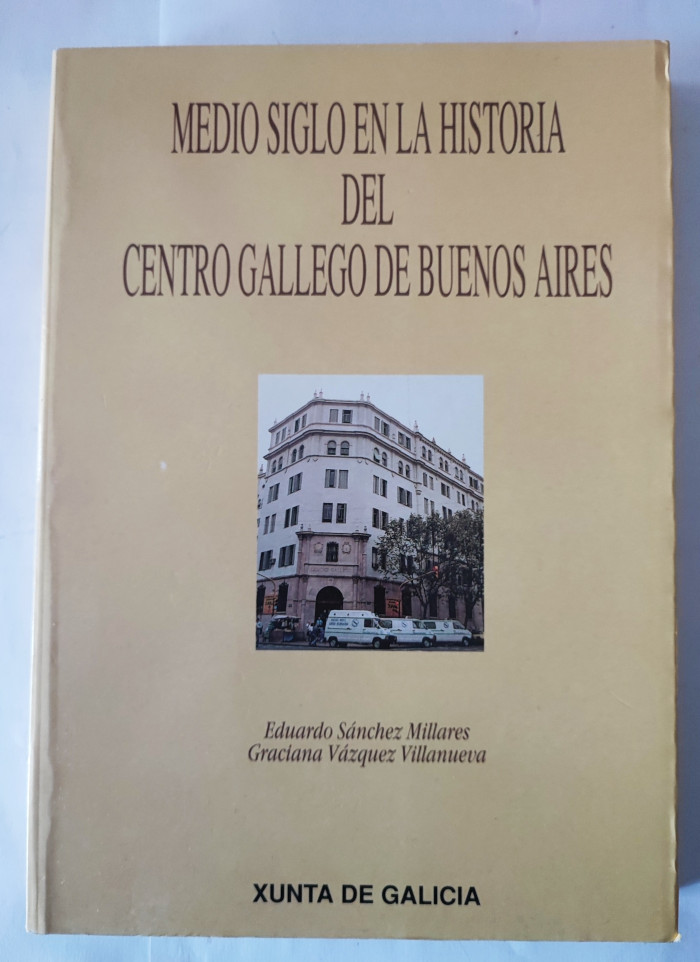 MEDIO SIGLO EN LA HISTORIA
DEL
CENTRO GALLEGO DE BUENOS AIRES
Eduardo Sánchez Millares
Graciana Vázquez Villanueva
XUNTA DE GALICIA